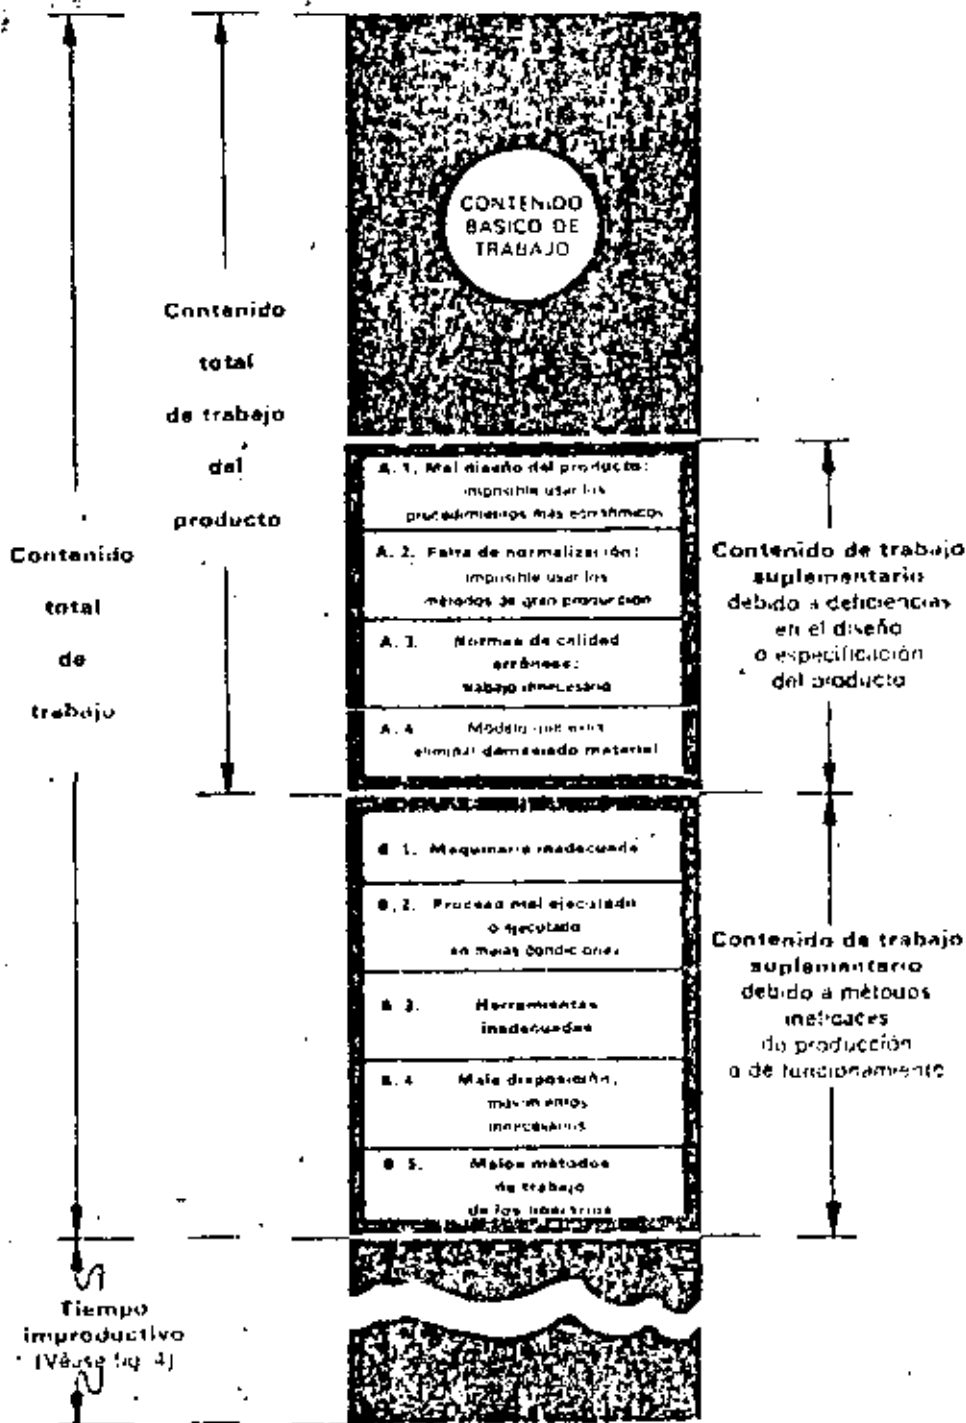 CONTENIDO
BASICO DE
TRABAJO
Contenido
total
de trabajo
del
producto
Contenido
total
de
trabajo
A. 1. Mal diseño del producto:
imposible usar los
procedimientos más económicos
A. 2. Falta de normalización:
imposible usar los
métodos de gran producción
A. 3. Normas de calidad
erróneas:
trabajo innecesario
A. 4 Modelo que
eliminar demasiado material
Contenido de trabajo
suplementario
debido a deficiencias
en el diseño
o especificación
del producto
B 1. Maquinaria inadecuada
B. 2. Proceso mal ejecutado
o ejecutado
en malas condiciones
B 3. Herramientas
inadecuadas
B. 4 Mala disposición,
movimientos
innecesarios
B 5. Malos métodos
de trabajo
de los operarios
Contenido de trabajo
suplementario
debido a métodos
ineficaces
de producción
o de funcionamiento
Tiempo
improductivo
(Véase fig. 4)